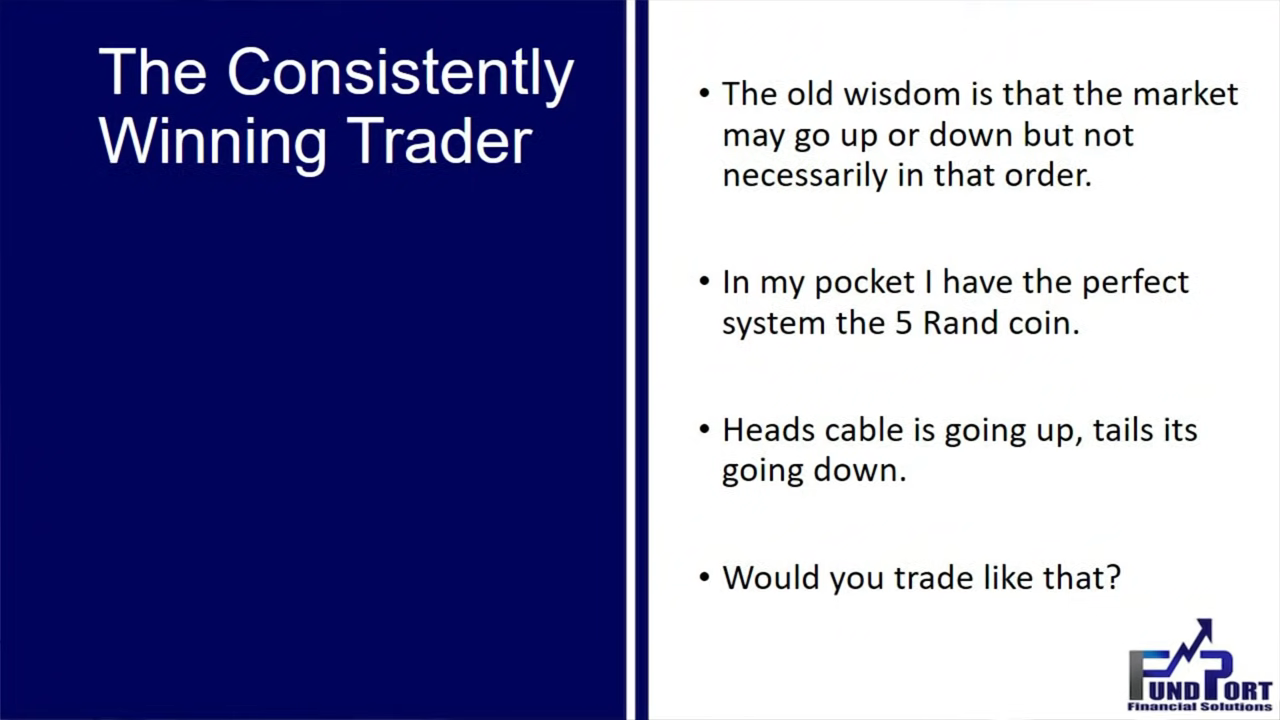 The Consistently
Winning Trader
• The old wisdom is that the market
may go up or down but not
necessarily in that order.
• In my pocket I have the perfect
system the 5 Rand coin.
• Heads cable is going up, tails its
going down.
• Would you trade like that?
FUNDPORT
Financial Solutions